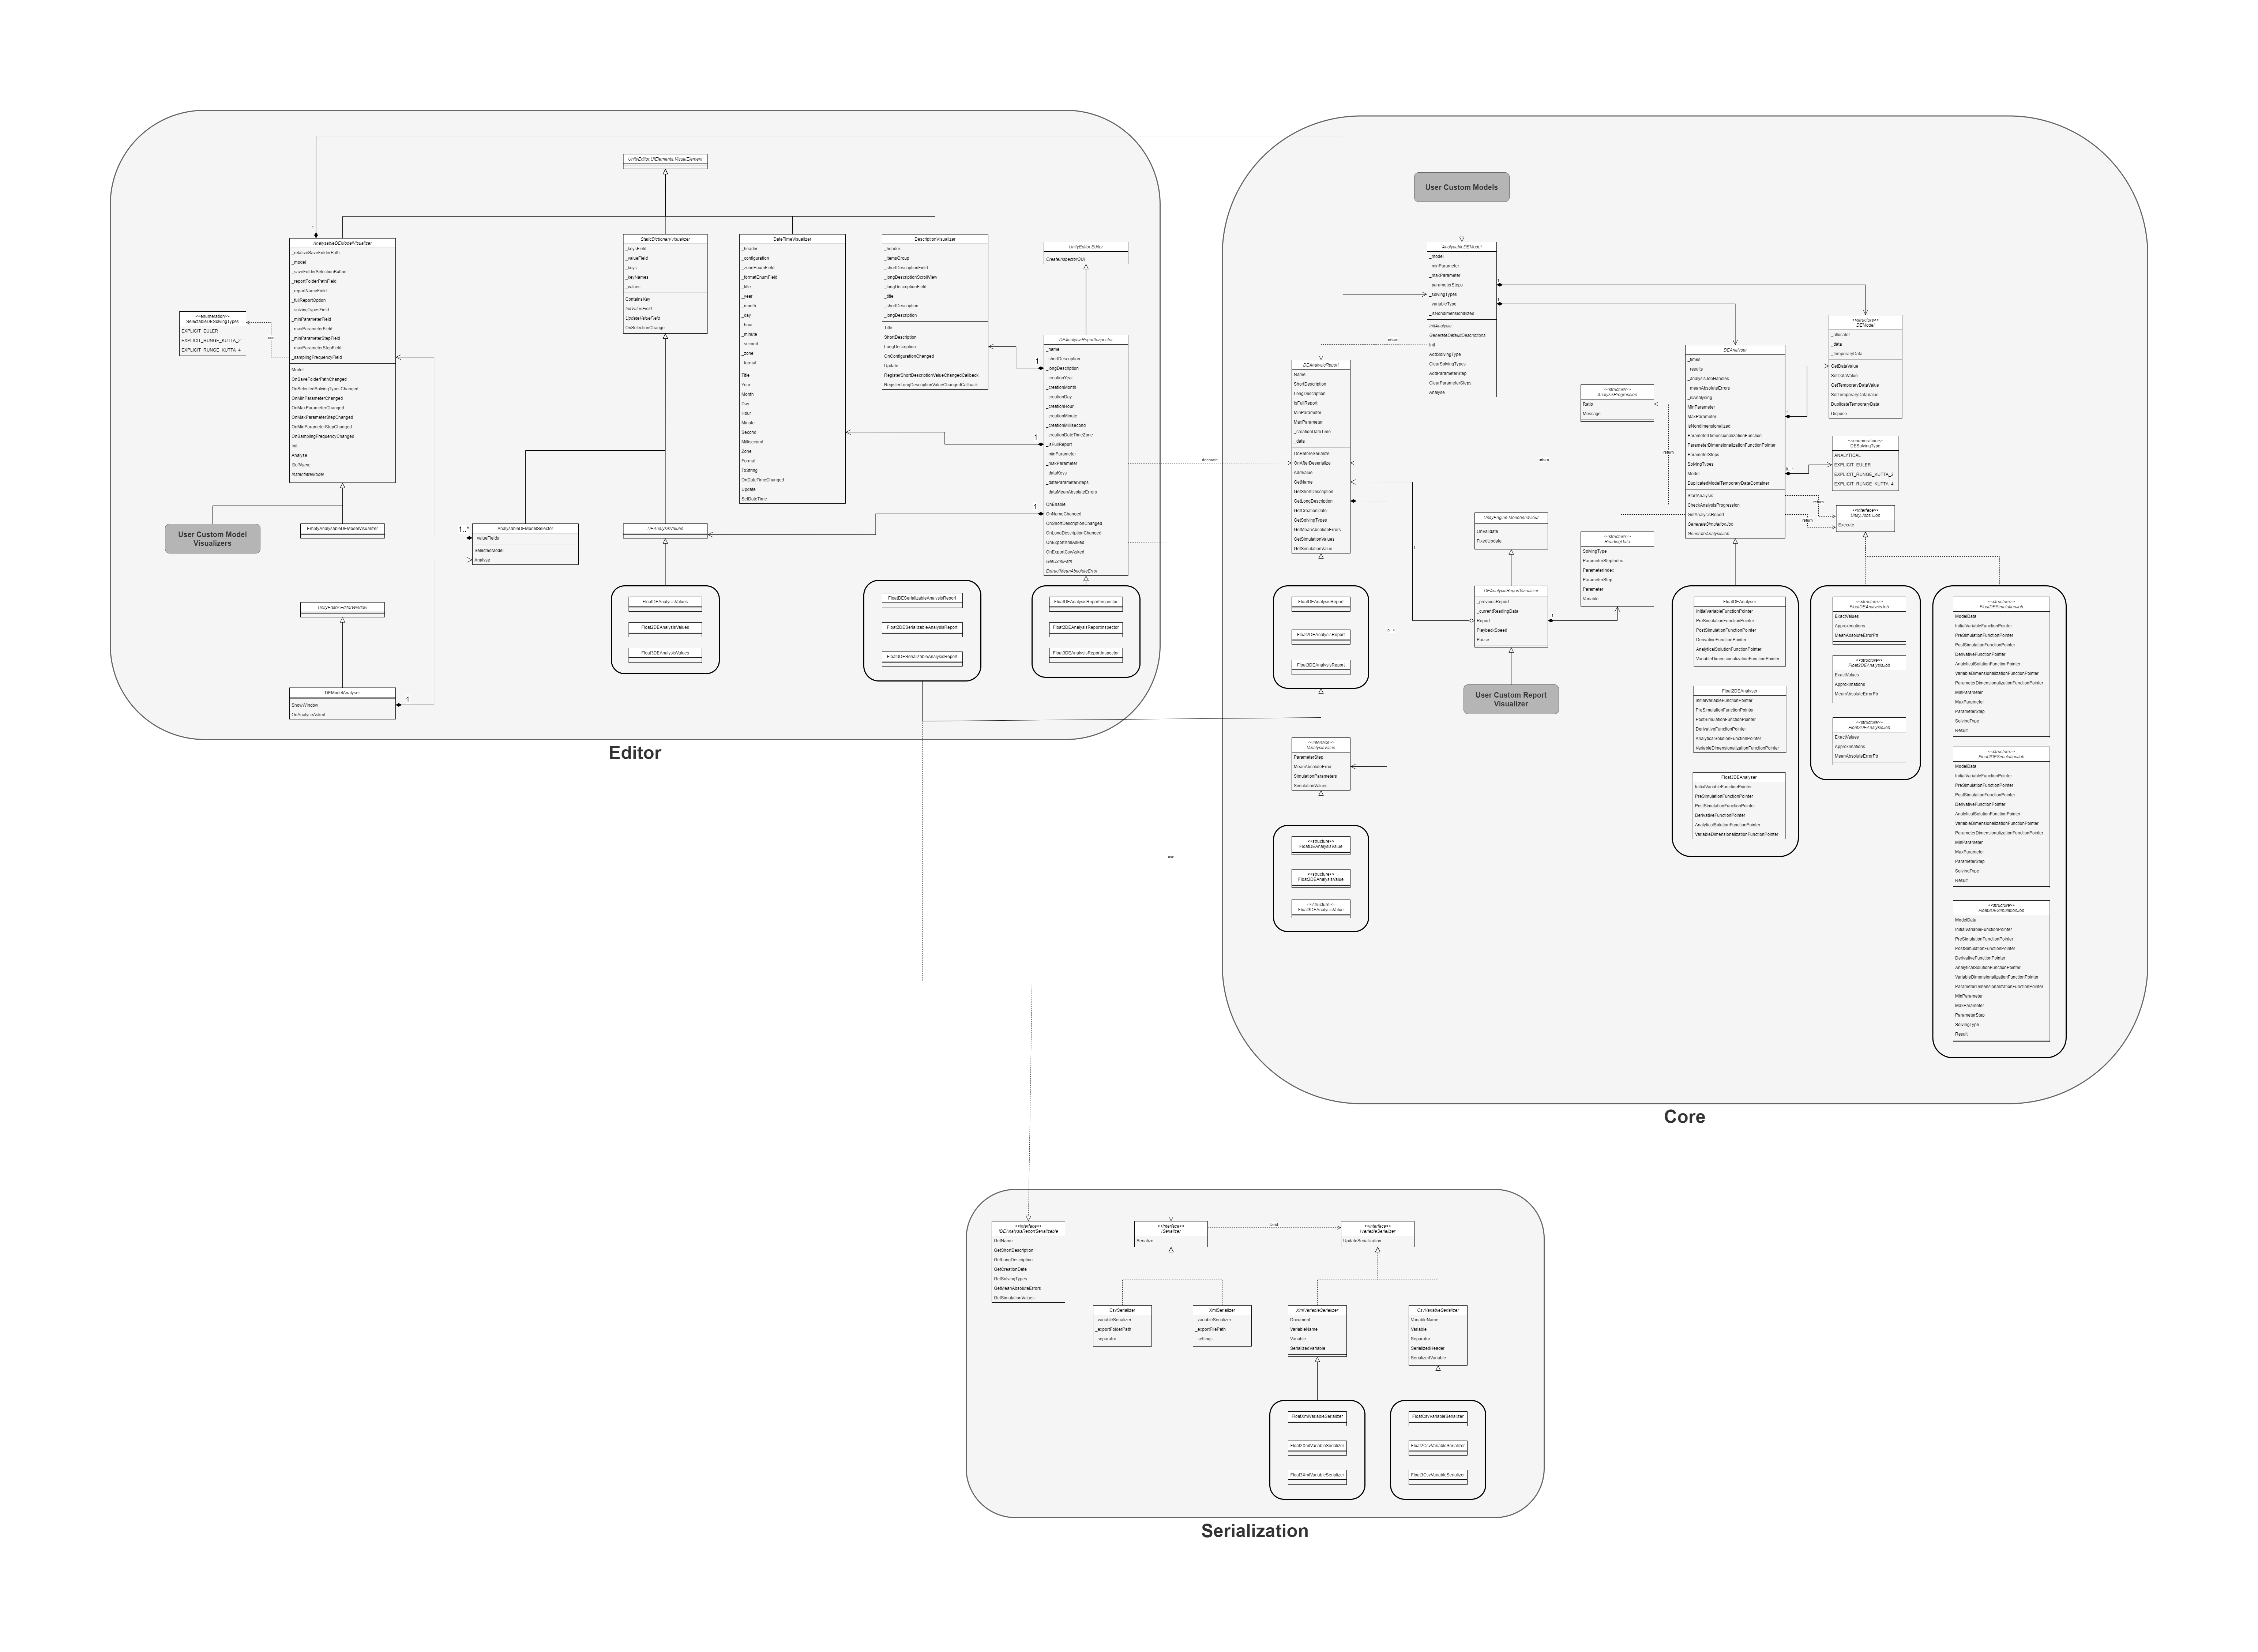 UnityEditor.UIElements.VisualElement
AnalysableDEModelVisualizer
_relativeSaveFolderPath
_model
_saveFolderSelectionButton
_reportFolderPathField
_reportNameField
_fullReportOption
_solvingTypesField
_minParameterField
_maxParameterField
_minParameterStepField
_maxParameterStepField
_samplingFrequencyField
Model
OnSaveFolderPathChanged
OnSelectedSolvingTypesChanged
OnMinParameterChanged
OnMaxParameterChanged
OnMaxParameterStepChanged
OnMinParameterStepChanged
OnSamplingFrequencyChanged
Init
Analyse
GetName
InstantiateModel
<<enumeration>>
SelectableDESolvingTypes
EXPLICIT_EULER
EXPLICIT_RUNGE_KUTTA_2
EXPLICIT_RUNGE_KUTTA_4
use
1
StaticDictionaryVisualizer
_keysField
_valueField
_keys
_keyNames
_values
ContainsKey
InitValueField
UpdateValueField
OnSelectionChange
DateTimeVisualizer
_header
_configuration
_zoneEnumField
_formatEnumField
_title
_year
_month
_day
_hour
_minute
_second
_zone
_format
Title
Year
Month
Day
Hour
Minute
Second
Millisecond
Zone
Format
ToString
OnDateTimeChanged
Update
SetDateTime
DescriptionVisualizer
_header
_itemsGroup
_shortDescriptionField
_longDescriptionScrollView
_longDescriptionField
_title
_shortDescription
_longDescription
Title
ShortDescription
LongDescription
OnConfigurationChanged
Update
RegisterShortDescriptionValueChangedCallback
RegisterLongDescriptionValueChangedCallback
UnityEditor.Editor
CreateInspectorGUI
DEAnalysisReportInspector
_name
_shortDescription
_longDescription
_creationYear
_creationMonth
_creationDay
_creationHour
_creationMinute
_creationMillisecond
_creationDateTimeZone
_isFullReport
_minParameter
_maxParameter
_dataKeys
_dataParameterSteps
_dataMeanAbsoluteErrors
OnEnable
OnNameChanged
OnShortDescriptionChanged
OnLongDescriptionChanged
OnExportXmlAsked
OnExportCsvAsked
GetUxmlPath
ExtractMeanAbsoluteError
1
1
1
User Custom Model
Visualizers
EmptyAnalysableDEModelVisualizer
1..*
AnalysableDEModelSelector
_valueFields
SelectedModel
Analyse
DEAnalysisValues
FloatDEAnalysisValues
Float2DEAnalysisValues
Float3DEAnalysisValues
FloatDESerializableAnalysisReport
Float2DESerializableAnalysisReport
Float3DESerializableAnalysisReport
FloatDEAnalysisReportInspector
Float2DEAnalysisReportInspector
Float3DEAnalysisReportInspector
UnityEditor.EditorWindow
DEModelAnalyser
ShowWindow
OnAnalyseAsked
1
Editor
decorate
use
User Custom Models
AnalysableDEModel
_model
_minParameter
_maxParameter
_parameterSteps
_solvingTypes
_variableType
_isNondimensionalized
InitAnalysis
GenerateDefaultDescriptions
Init
AddSolvingType
ClearSolvingTypes
AddParameterStep
ClearParameterSteps
Analyse
1
1
return
DEAnalysisReport
Name
ShortDescription
LongDescription
IsFullReport
MinParameter
MaxParameter
_creationDateTime
_data
OnBeforeSerialize
OnAfterDeserialize
AddValue
GetName
GetShortDescription
GetLongDescription
GetCreationDate
GetSolvingTypes
GetMeanAbsoluteErrors
GetSimulationValues
GetSimulationValue
<<structure>>
AnalysisProgression
Ratio
Message
return
return
DEAnalyser
_times
_results
_analysisJobHandles
_meanAbsoluteErrors
_isAnalysing
MinParameter
MaxParameter
IsNondimensionalized
ParameterDimensionalizationFunction
ParameterDimensionalizationFunctionPointer
ParameterSteps
SolvingTypes
Model
DuplicatedModelTemporaryDataContainer
StartAnalysis
CheckAnalysisProgression
GetAnalysisReport
GenerateSimulationJob
GenerateAnalysisJob
<<structure>>
DEModel
_allocator
_data
_temporaryData
GetDataValue
SetDataValue
GetTemporaryDataValue
SetTemporaryDataValue
DuplicateTemporaryData
Dispose
1
<<enumeration>>
DESolvingType
ANALYTICAL
EXPLICIT_EULER
EXPLICIT_RUNGE_KUTTA_2
EXPLICIT_RUNGE_KUTTA_4
return
return
<<interface>>
Unity.Jobs.IJob
Execute
UnityEngine.Monobehaviour
OnValidate
FixedUpdate
<<structure>>
ReadingData
SolvingType
ParameterStepIndex
ParameterIndex
ParameterStep
Parameter
Variable
DEAnalysisReportVisualizer
_previousReport
_currentReadingData
Report
PlaybackSpeed
Pause
1
1
User Custom Report
Visualizer
FloatDEAnalysisReport
Float2DEAnalysisReport
Float3DEAnalysisReport
<<interface>>
IAnalysisValue
ParameterStep
MeanAbsoluteError
SimulationParameters
SimulationValues
<<structure>>
FloatDEAnalysisValue
<<structure>>
Float2DEAnalysisValue
<<structure>>
Float3DEAnalysisValue
FloatDEAnalyser
InitialVariableFunctionPointer
PreSimulationFunctionPointer
PostSimulationFunctionPointer
DerivativeFunctionPointer
AnalyticalSolutionFunctionPointer
VariableDimensionalizationFunctionPointer
Float2DEAnalyser
InitialVariableFunctionPointer
PreSimulationFunctionPointer
PostSimulationFunctionPointer
DerivativeFunctionPointer
AnalyticalSolutionFunctionPointer
VariableDimensionalizationFunctionPointer
Float3DEAnalyser
InitialVariableFunctionPointer
PreSimulationFunctionPointer
PostSimulationFunctionPointer
DerivativeFunctionPointer
AnalyticalSolutionFunctionPointer
VariableDimensionalizationFunctionPointer
<<structure>>
FloatDEAnalysisJob
ExactValues
Approximations
MeanAbsoluteErrorPtr
<<structure>>
Float2DEAnalysisJob
ExactValues
Approximations
MeanAbsoluteErrorPtr
<<structure>>
Float3DEAnalysisJob
ExactValues
Approximations
MeanAbsoluteErrorPtr
<<structure>>
FloatDESimulationJob
ModelData
InitialVariableFunctionPointer
PreSimulationFunctionPointer
PostSimulationFunctionPointer
DerivativeFunctionPointer
AnalyticalSolutionFunctionPointer
VariableDimensionalizationFunctionPointer
ParameterDimensionalizationFunctionPointer
MinParameter
MaxParameter
ParameterStep
SolvingType
Result
<<structure>>
Float2DESimulationJob
ModelData
InitialVariableFunctionPointer
PreSimulationFunctionPointer
PostSimulationFunctionPointer
DerivativeFunctionPointer
AnalyticalSolutionFunctionPointer
VariableDimensionalizationFunctionPointer
ParameterDimensionalizationFunctionPointer
MinParameter
MaxParameter
ParameterStep
SolvingType
Result
<<structure>>
Float3DESimulationJob
ModelData
InitialVariableFunctionPointer
PreSimulationFunctionPointer
PostSimulationFunctionPointer
DerivativeFunctionPointer
AnalyticalSolutionFunctionPointer
VariableDimensionalizationFunctionPointer
ParameterDimensionalizationFunctionPointer
MinParameter
MaxParameter
ParameterStep
SolvingType
Result
Core
<<interface>>
IDEAnalysisReportSerializable
GetName
GetShortDescription
GetLongDescription
GetCreationDate
GetSolvingTypes
GetMeanAbsoluteErrors
GetSimulationValues
<<interface>>
ISerializer
Serialize
bind
<<interface>>
IVariableSerializer
UpdateSerialization
CsvSerializer
_variableSerializer
_exportFolderPath
_separator
XmlSerializer
_variableSerializer
_exportFilePath
_settings
XmlVariableSerializer
Document
VariableName
Variable
SerializedVariable
CsvVariableSerializer
VariableName
Variable
Separator
SerializedHeader
SerializedVariable
FloatXmlVariableSerializer
Float2XmlVariableSerializer
Float3XmlVariableSerializer
FloatCsvVariableSerializer
Float2CsvVariableSerializer
Float3CsvVariableSerializer
Serialization